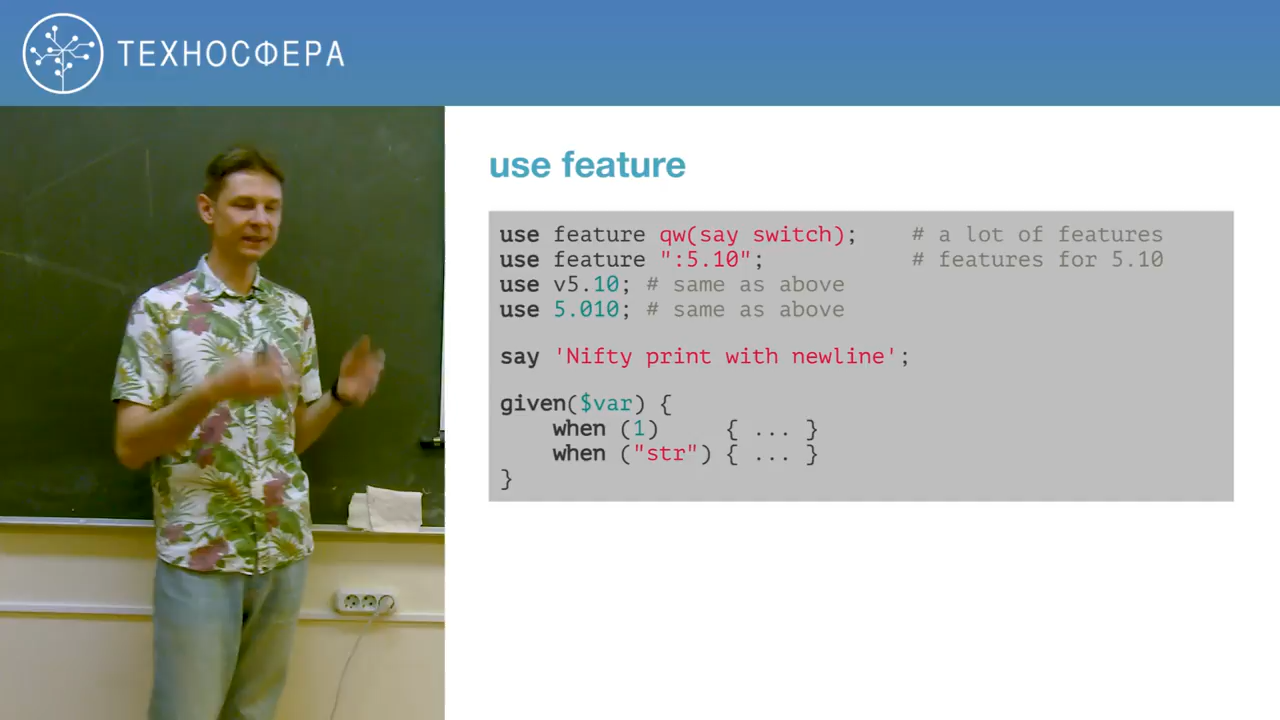 ТЕХНОСФЕРА
use feature
use feature qw(say switch);    # a lot of features
use feature ":5.10";           # features for 5.10
use v5.10; # same as above
use 5.010; # same as above
say 'Nifty print with newline';
given($var) {
    when (1)     { ... }
    when ("str") { ... }
}